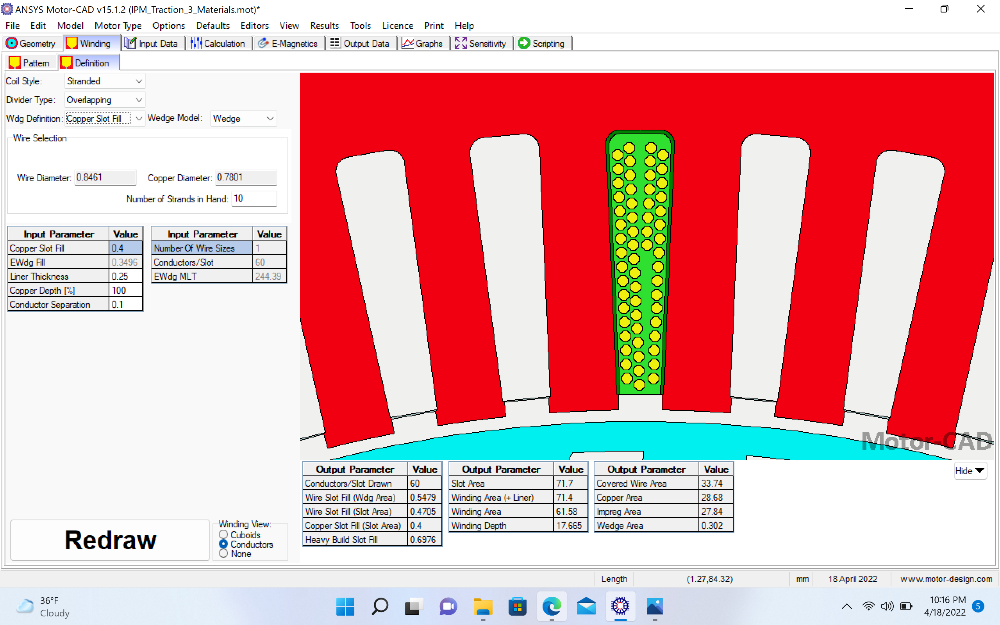 ANSYS Motor-CAD v15.1.2 (IPM_Traction_3_Materials.mot)*
File Edit Model Motor Type Options Defaults Editors View Results Tools Licence Print Help
Geometry Winding Input Data Calculation E-Magnetics Output Data Graphs Sensitivity Scripting
Pattern Definition
Coil Style: Stranded
Divider Type: Overlapping
Wdg Definition: Copper Slot Fill Wedge Model: Wedge
Wire Selection
Wire Diameter: 0.8461 Copper Diameter: 0.7801
Number of Strands in Hand: 10
Input Parameter Value
Copper Slot Fill 0.4
EWdg Fill 0.3496
Liner Thickness 0.25
Copper Depth [%] 100
Conductor Separation 0.1
Input Parameter Value
Number Of Wire Sizes 1
Conductors/Slot 60
EWdg MLT 244.39
Motor-CAD
Output Parameter Value
Conductors/Slot Drawn 60
Wire Slot Fill (Wdg Area) 0.5479
Wire Slot Fill (Slot Area) 0.4705
Copper Slot Fill (Slot Area) 0.4
Heavy Build Slot Fill 0.6976
Output Parameter Value
Slot Area 71.7
Winding Area (+ Liner) 71.4
Winding Area 61.58
Winding Depth 17.665
Output Parameter Value
Covered Wire Area 33.74
Copper Area 28.68
Impreg Area 27.84
Wedge Area 0.302
Hide
Redraw
Winding View:
Cuboids
Conductors
None
Length (1.27,84.32) mm 18 April 2022 www.motor-design.com
36°F
Cloudy
10:16 PM
4/18/2022
5